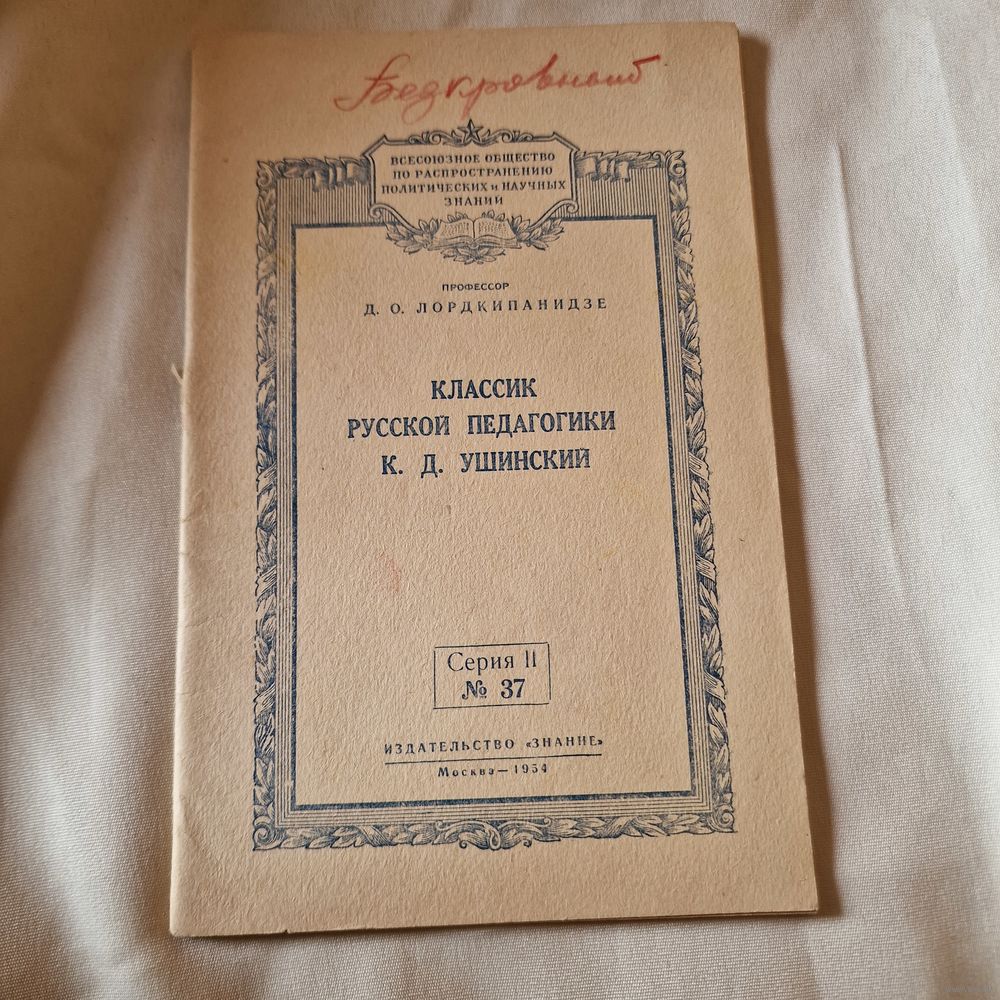 Бедкровный
ВСЕСОЮЗНОЕ ОБЩЕСТВО
ПО РАСПРОСТРАНЕНИЮ
ПОЛИТИЧЕСКИХ и НАУЧНЫХ
ЗНАНИЙ
ПРОФЕССОР
Д. О. ЛОРДКИПАНИДЗЕ
КЛАССИК
РУССКОЙ ПЕДАГОГИКИ
К. Д. УШИНСКИЙ
Серия II
№ 37
ИЗДАТЕЛЬСТВО «ЗНАНИЕ»
Москва — 1954